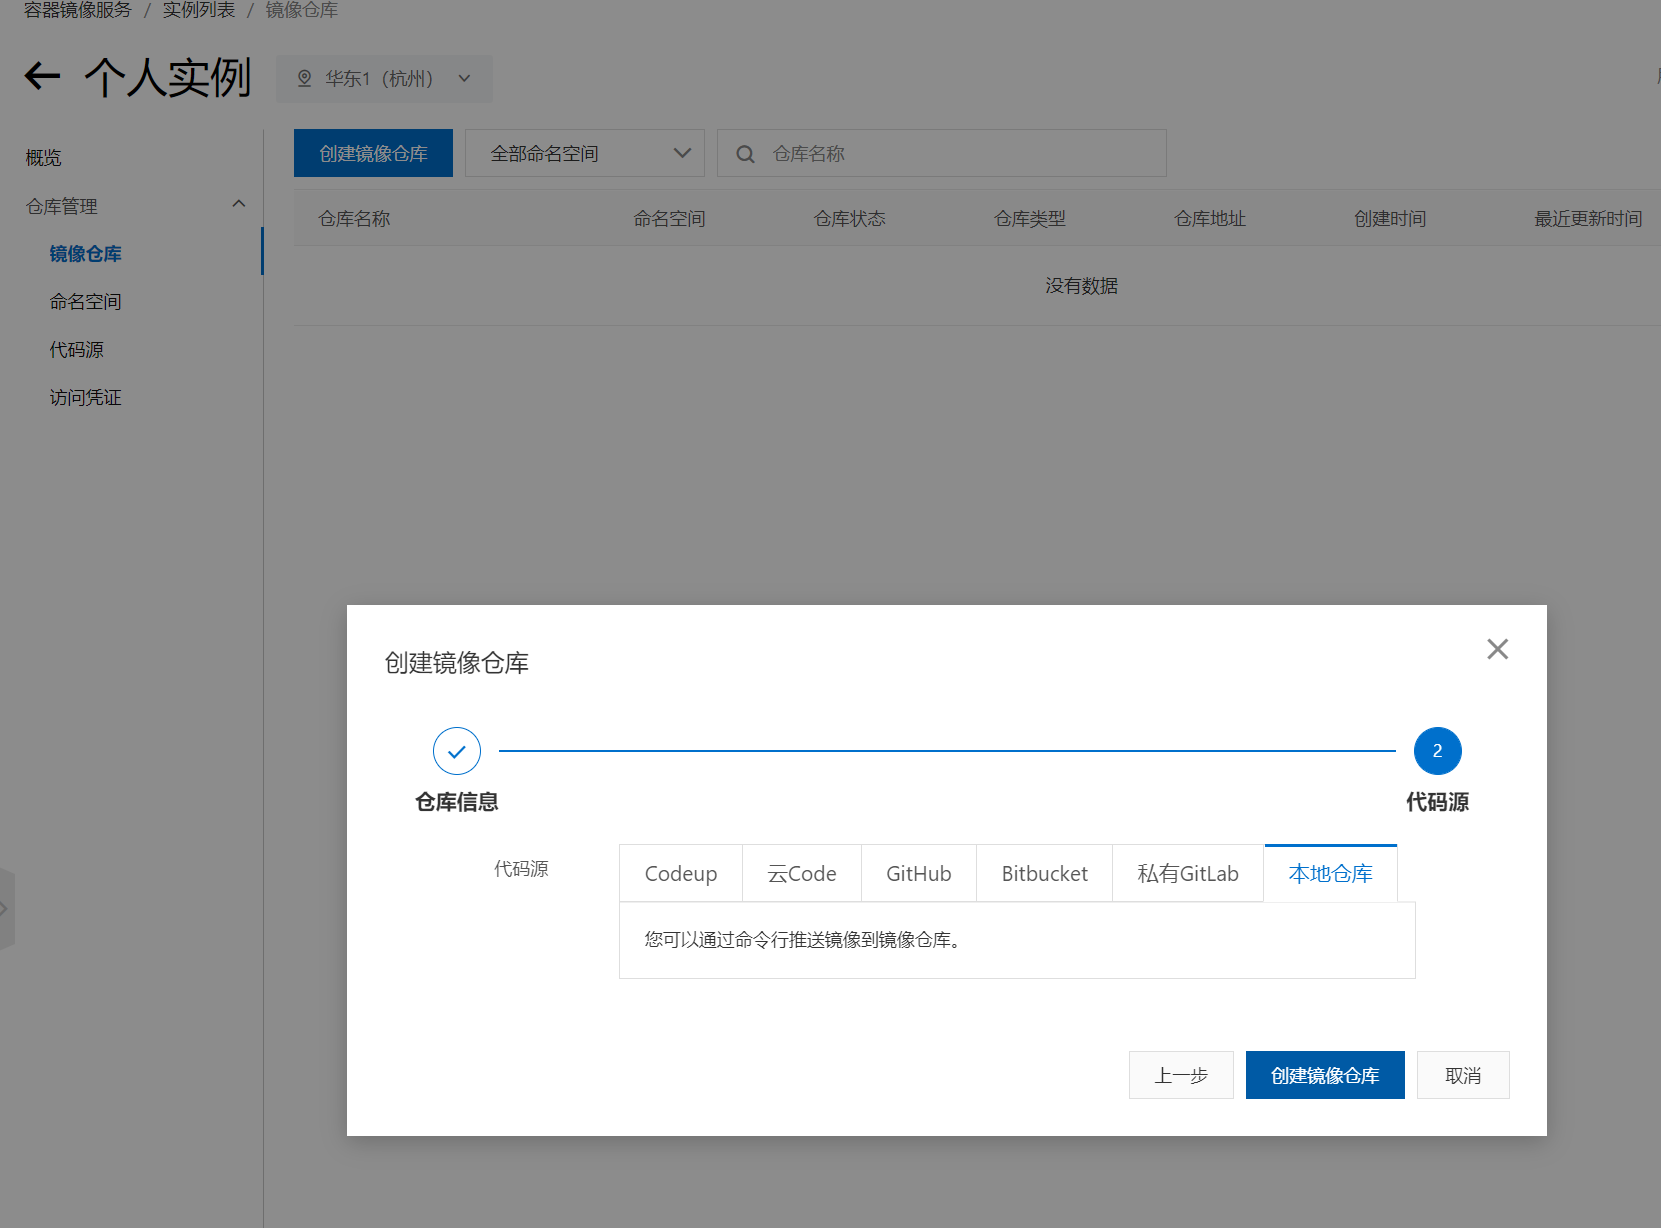 容器镜像服务 / 实例列表 / 镜像仓库
个人实例 华东1（杭州）
概览
仓库管理
镜像仓库
命名空间
代码源
访问凭证
创建镜像仓库 全部命名空间 仓库名称
仓库名称 命名空间 仓库状态 仓库类型 仓库地址 创建时间 最近更新时间
没有数据
创建镜像仓库
2
仓库信息 代码源
代码源 Codeup 云Code GitHub Bitbucket 私有GitLab 本地仓库
您可以通过命令行推送镜像到镜像仓库。
上一步 创建镜像仓库 取消